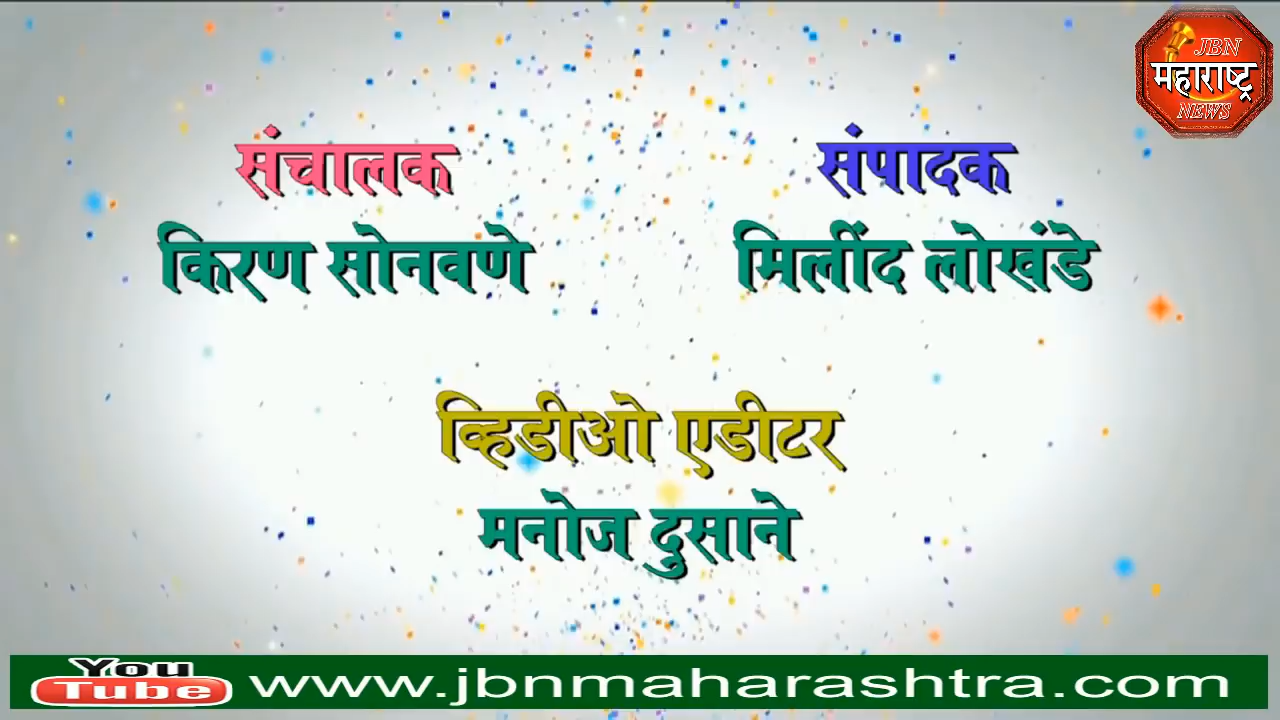 JBN
महाराष्ट्र
NEWS
संचालक
संपादक
किरण सोनवणे
मिलींद लोखंडे
व्हिडीओ एडीटर
मनोज दुसाने
You
Tube
www.jbnmaharashtra.com